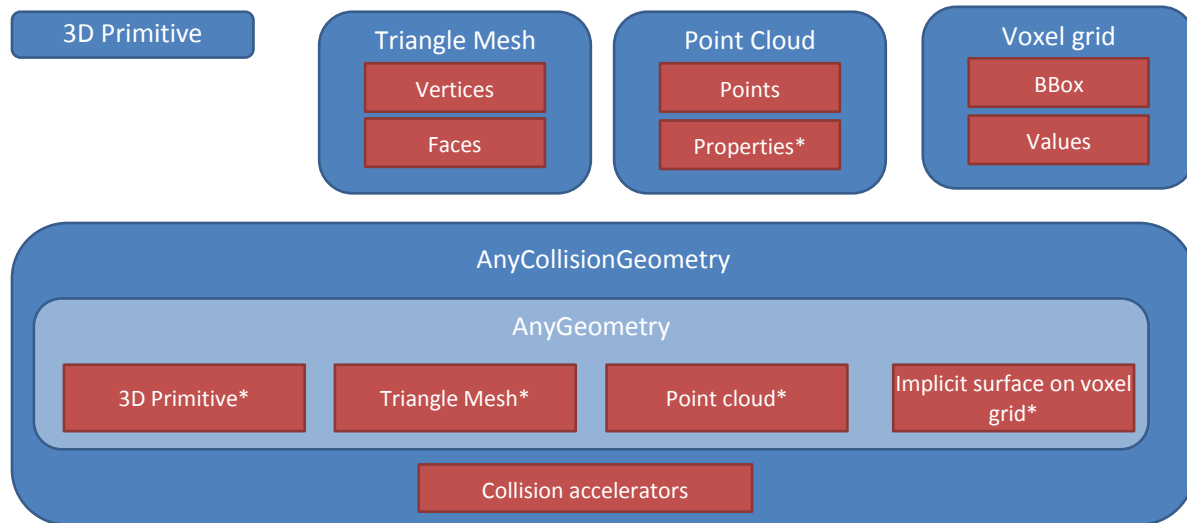 3D Primitive
Triangle Mesh
Vertices
Faces
Point Cloud
Points
Properties*
Voxel grid
BBox
Values
AnyCollisionGeometry
AnyGeometry
3D Primitive*
Triangle Mesh*
Point cloud*
Implicit surface on voxel
grid*
Collision accelerators